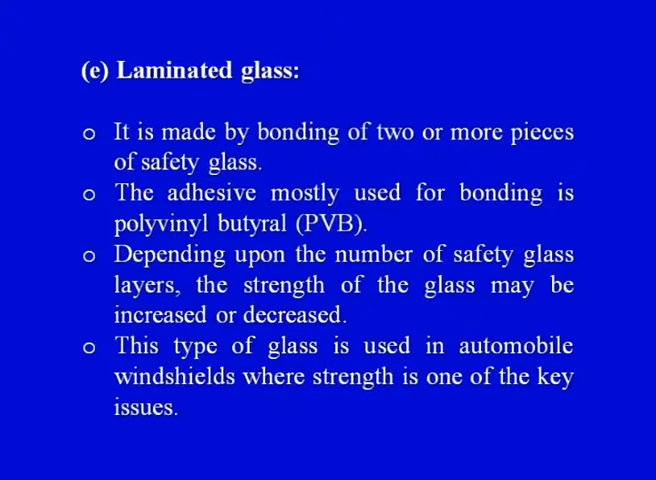 (e) Laminated glass:
o It is made by bonding of two or more pieces
of safety glass.
o The adhesive mostly used for bonding is
polyvinyl butyral (PVB).
o Depending upon the number of safety glass
layers, the strength of the glass may be
increased or decreased.
o This type of glass is used in automobile
windshields where strength is one of the key
issues.